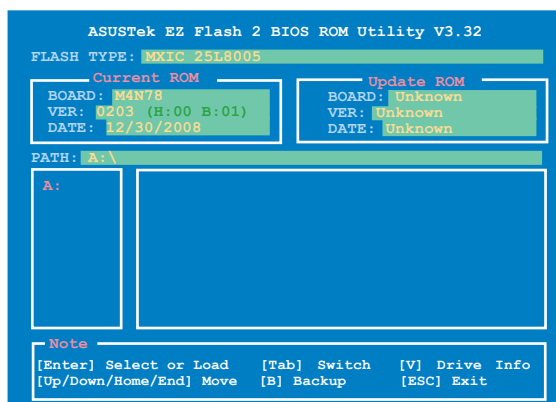 ASUSTek EZ Flash 2 BIOS ROM Utility V3.32
FLASH TYPE: MXIC 25L8005
Current ROM
BOARD: M4N78
VER: 0203 (H:00 B:01)
DATE: 12/30/2008
Update ROM
BOARD: Unknown
VER: Unknown
DATE: Unknown
PATH: A:\
A:
Note
[Enter] Select or Load [Tab] Switch [V] Drive Info
[Up/Down/Home/End] Move [B] Backup [ESC] Exit